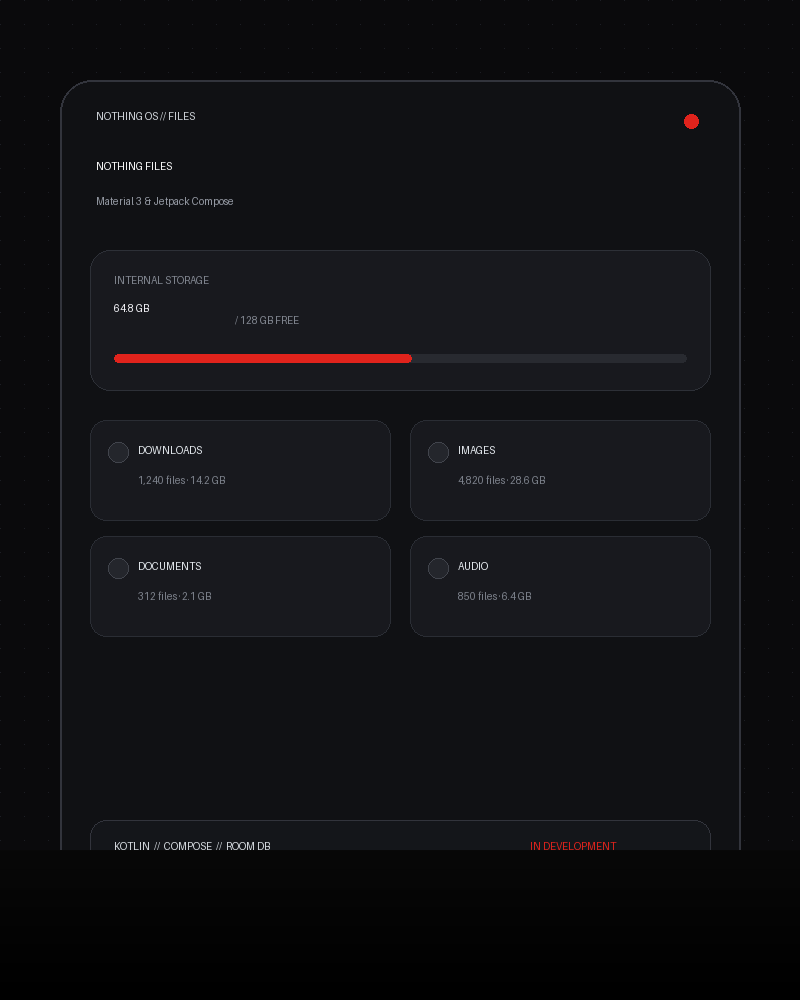 NOTHING OS // FILES
NOTHING FILES
Material 3 & Jetpack Compose
INTERNAL STORAGE
64.8 GB
/ 128 GB FREE
DOWNLOADS
1,240 files · 14.2 GB
IMAGES
4,820 files · 28.6 GB
DOCUMENTS
312 files · 2.1 GB
AUDIO
850 files · 6.4 GB
KOTLIN // COMPOSE // ROOM DB
IN DEVELOPMENT